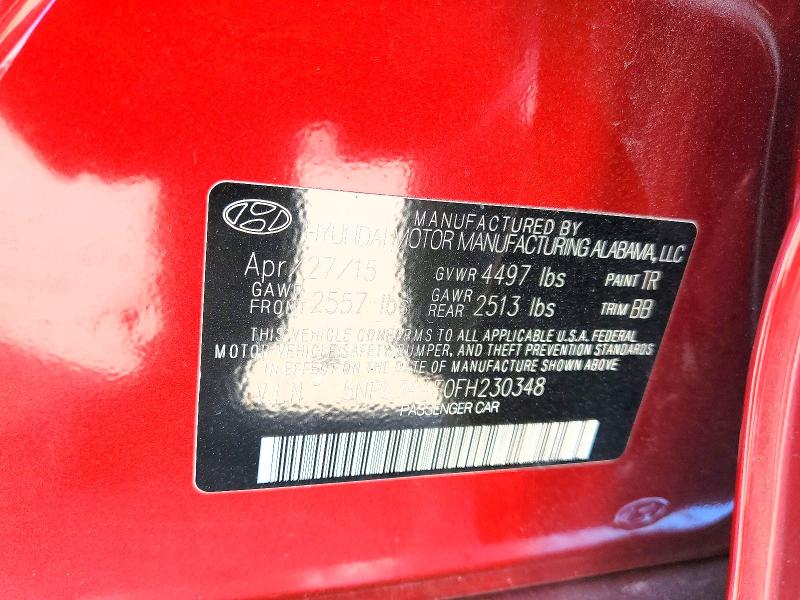 MANUFACTURED BY
HYUNDAI MOTOR MANUFACTURING ALABAMA, LLC
Apr/27/15 GVWR 4497 lbs PAINT TR
GAWR FRONT 2557 lbs GAWR REAR 2513 lbs TRIM BB
THIS VEHICLE CONFORMS TO ALL APPLICABLE U.S.A. FEDERAL
MOTOR VEHICLE SAFETY, BUMPER, AND THEFT PREVENTION STANDARDS
IN EFFECT ON THE DATE OF MANUFACTURE SHOWN ABOVE
V.I.N
PASSENGER CAR